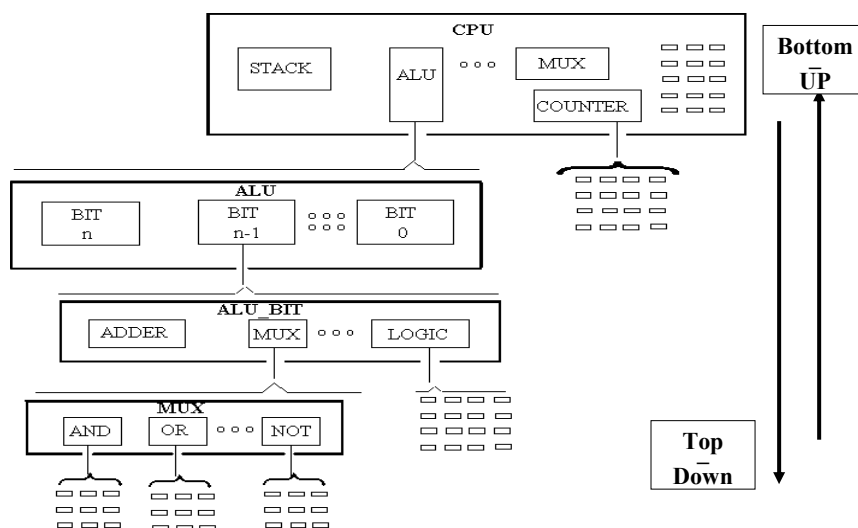 CPU
STACK
ALU
MUX
COUNTER
Bottom
–
UP
ALU
BIT
n
BIT
n-1
BIT
0
ALU_BIT
ADDER
MUX
LOGIC
MUX
AND
OR
NOT
Top
–
Down